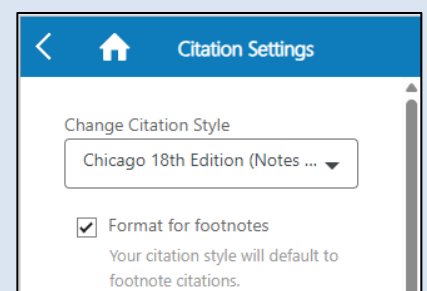 Citation Settings
Change Citation Style
Chicago 18th Edition (Notes ...
Format for footnotes
Your citation style will default to
footnote citations.